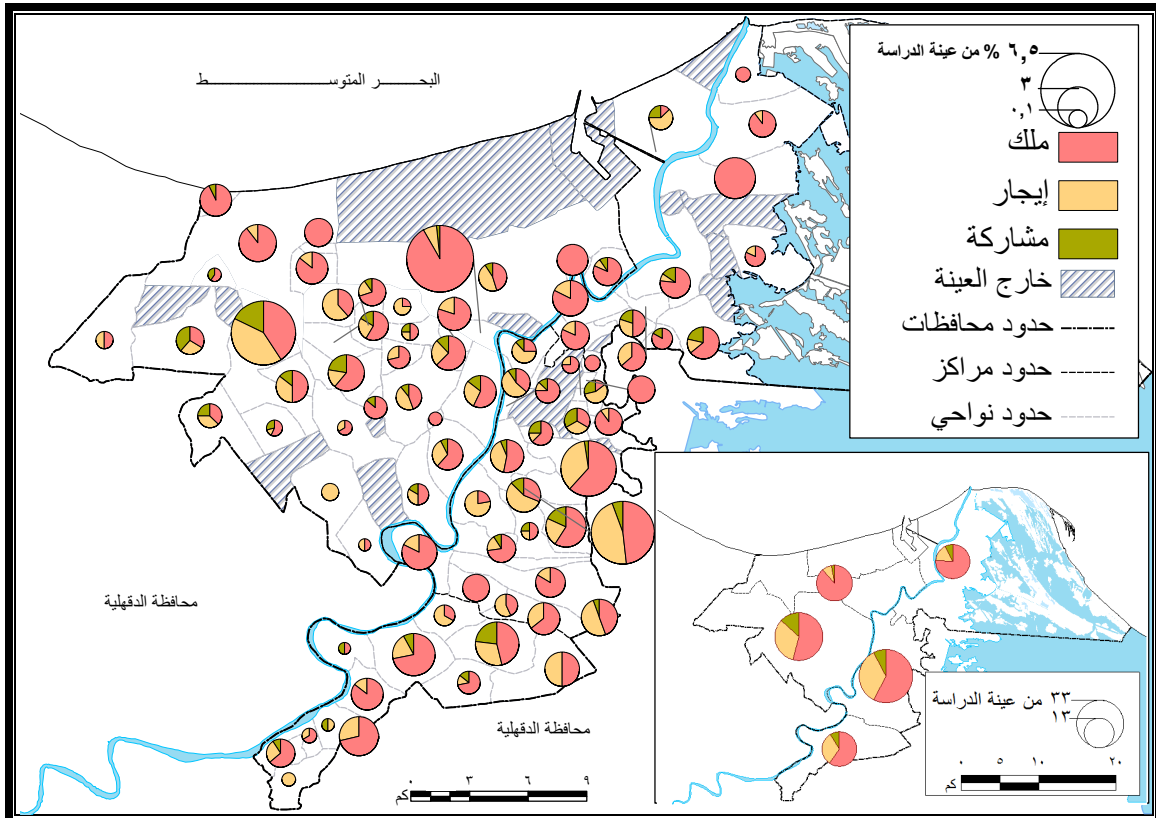 البحـــــــر المتوســـــــــــــــط
٦,٥ % من عينة الدراسة
٣
٠,١
ملك
إيجار
مشاركة
خارج العينة
حدود محافظات
حدود مراكز
حدود نواحي
محافظة الدقهلية
محافظة الدقهلية
٠ ٣ ٦ ٩
كم
٣٣ من عينة الدراسة
١٣
٠ ٥ ١٠ ٢٠
كم